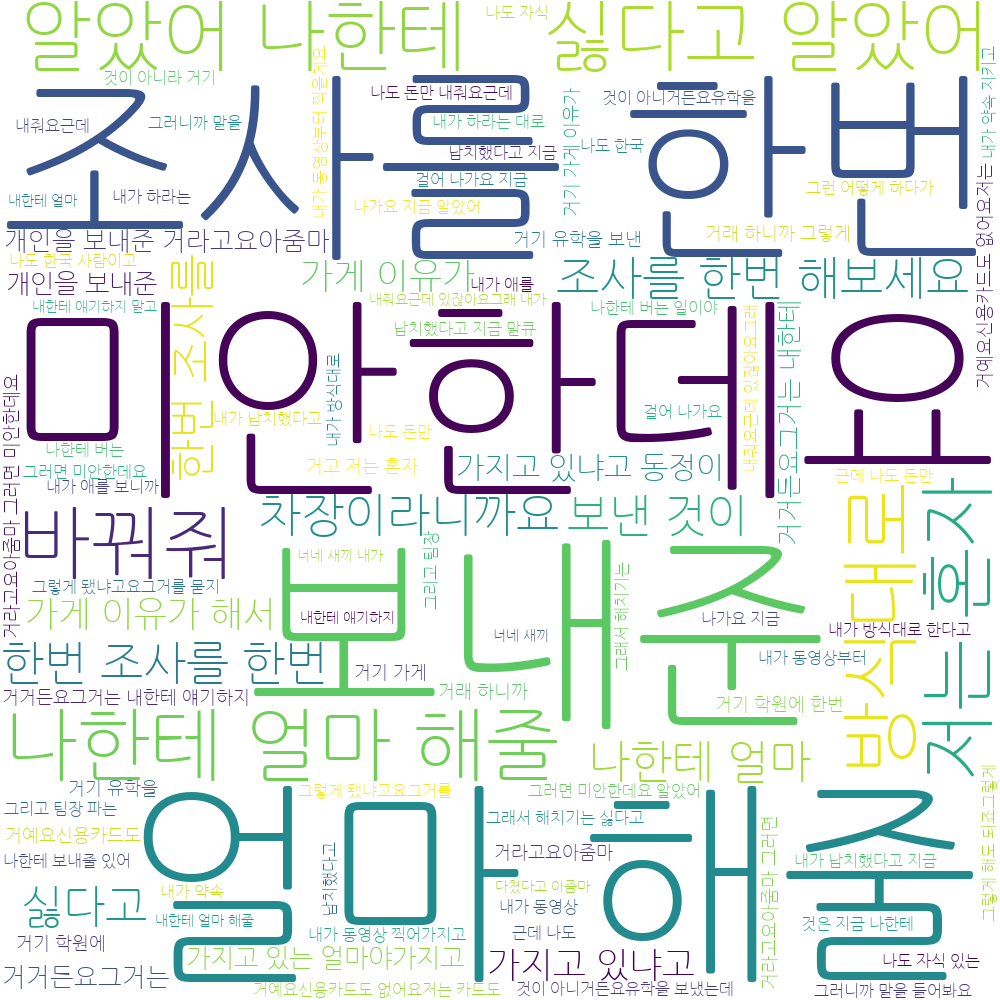 나도 자식
알았어 나한테 싫다고 알았어
것이 아니라 거기
나도 돈만 내줘요근데
것이 아니거든요유학을
내가 약속 지키고
내가 동영상부터 찍을게요
내줘요근데
그러니까 말을
내가 하라는 대로
거기 가게 이유가
조사를 한번
납치했다고 지금
나도 한국
걸어 나가요 지금
그런 어떻게 하다가
내한테 얼마
내가 하라는
나가요 지금 알았어
개인을 보내준 거라고요아줌마
거기 유학을 보낸
거래 하니까 그렇게
나도 한국 사람이고
개인을 보내준
가게 이유가
내가 애를
조사를 한번 해보세요
거예요신용카드도 없어요저는
한번 조사를
내한테 얘기하지 말고
내줘요근데 있잖아요그래 내가
나한테 버는 일이야
납치했다고 지금 말큐
미안한데요
내가 방식대로
내줘요근데 있잖아요그래
거거든요그거는 내한테
거라고요아줌마 그러면 미안한데요
내가 납치했다고
걸어 나가요
나도 돈만
나한테 버는
거고 저는 혼자
그러면 미안한데요
가지고 있냐고 동정이
근데 나도 돈만
내가 애를 보니까
차장이라니까요
보낸 것이
방식대로
저는 혼자
바꿔줘
그리고 팀장
너네 새끼 내가
보내준
그래서 해치기는
그렇게 됐냐고요그거를 묻지
가게 이유가 해서
내한테 얘기하지
나가요 지금
너네 새끼
내가 방식대로 한다고
한번 조사를 한번
내가 동영상부터
거기 가게
거거든요그거는 내한테 얘기하지
거래 하니까
거기 학원에 한번
나한테 얼마 해줄
나한테 얼마
거기 유학을
그렇게 됐냐고요그거를
그러면 미안한데요 알았어
그렇게 해도 되죠그렇게
그리고 팀장 파는
그래서 해치기는 싫다고
거예요신용카드도
얼마 해줄
거라고요아줌마
거라고요아줌마 그러면
나한테 보내줄 있어
납치했다고
내가 납치했다고 지금
다쳤다고 아줌마
싫다고
내가 약속
내가 동영상
내한테 얼마 해줄
것은 지금 나한테
거기 학원에
내가 동영상 찍어가지고
근데 나도
가지고 있는 얼마야가지고
가지고 있냐고
나도 자식 있는
거거든요그거는
거예요신용카드도 없어요저는 카드도
것이 아니거든요유학을 보냈는데
그러니까 말을 들어봐요